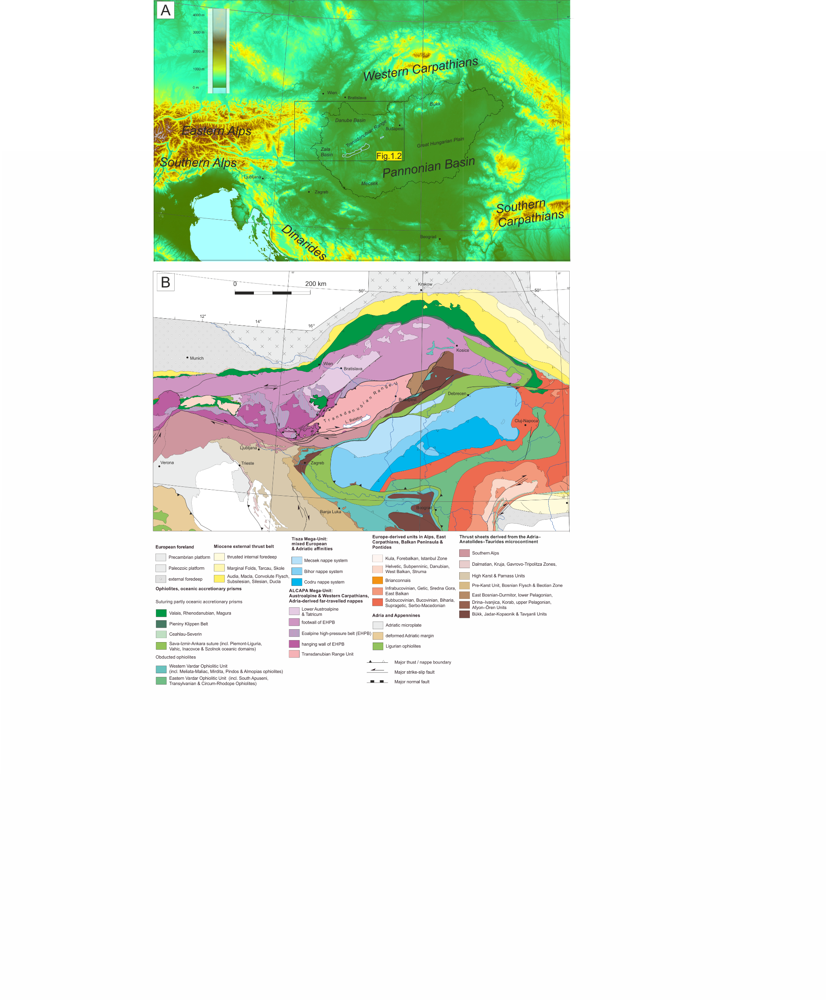 A
4000 m
3000 m
2000 m
1000 m
0 m
Western Carpathians
Wien
Bratislava
Bükk
Danube Basin
Transdanubian Range
Budapest
Eastern Alps
Great Hungarian Plain
Zala
Basin
Fig.1.2
Southern Alps
Pannonian Basin
Ljubljana
Mecsek
Zagreb
Southern
Carpathians
Dinarides
Beograd
B
0
200 km
Krakow
50°
50°
12°
14°
16°
Munich
Kosice
Wien
Bratislava
Transdanubian Range U
Budapest
Debrecen
L. Balaton
Cluj-Napoca
Ljubljana
Verona
Trieste
Zagreb
Banja Luka
Beograd
European foreland
Precambrian platform
Paleozoic platform
external foredeep
Ophiolites, oceanic accretionary prisms
Suturing partly oceanic accretionary prisms
Valais, Rhenodanubian, Magura
Pieniny Klippen Belt
Ceahlau-Severin
Sava-Izmir-Ankara suture (incl. Piemont-Liguria,
Vahic, Inacovce & Szolnok oceanic domains)
Obducted ophiolites
Western Vardar Ophiolitic Unit
(incl. Meliata-Maliac, Mirdita, Pindos & Almopias ophiolites)
Eastern Vardar Ophiolitic Unit (incl. South Apuseni,
Transylvanian & Circum-Rhodope Ophiolites)
Miocene external thrust belt
thrusted internal foredeep
Marginal Folds, Tarcau, Skole
Audia, Macla, Convolute Flysch,
Subsilesian, Silesian, Ducla
Tisza Mega-Unit:
mixed European
& Adriatic affinities
Mecsek nappe system
Bihor nappe system
Codru nappe system
ALCAPA Mega-Unit:
Austroalpine & Western Carpathians,
Adria-derived far-travelled nappes
Lower Austroalpine
& Tatricum
footwall of EHPB
Eoalpine high-pressure belt (EHPB)
hanging wall of EHPB
Transdanubian Range Unit
Europe-derived units in Alps, East
Carpathians, Balkan Peninsula &
Pontides
Kula, Forebalkan, Istanbul Zone
Helvetic, Subpenninic, Danubian,
West Balkan, Struma
Brianconnais
Infrabucovinian, Getic, Sredna Gora,
East Balkan
Subbucovinian, Bucovinian, Biharia,
Supragetic, Serbo-Macedonian
Adria and Appennines
Adriatic microplate
deformed Adriatic margin
Ligurian ophiolites
Major thust / nappe boundary
Major strike-slip fault
Major normal fault
Thrust sheets derived from the Adria–
Anatolides–Taurides microcontinent
Southern Alps
Dalmatian, Kruja, Gavrovo-Tripolitza Zones,
High Karst & Parnass Units
Pre-Karst Unit, Bosnian Flysch & Beotian Zone
East Bosnian-Durmitor, lower Pelagonian,
Drina–Ivanjica, Korab, upper Pelagonian,
Afyon–Ören Units
Bükk, Jadar-Kopaonik & Tavşanli Units